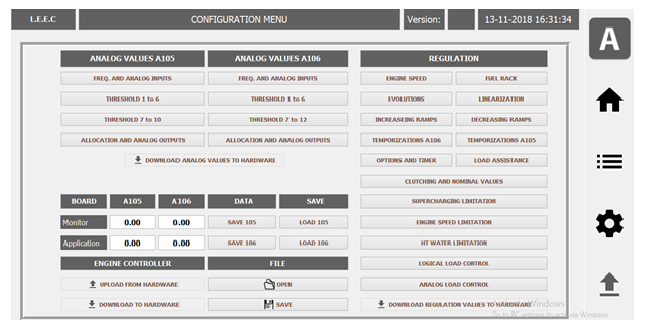 L.E.E.C CONFIGURATION MENU Version: 13-11-2018 16:31:34
A
ANALOG VALUES A105 ANALOG VALUES A106 REGULATION
FREQ. AND ANALOG INPUTS FREQ. AND ANALOG INPUTS ENGINE SPEED FUEL RACK
THRESHOLD 1 to 6 THRESHOLD 1 to 6 EVOLUTIONS LINEARIZATION
THRESHOLD 7 to 10 THRESHOLD 7 to 12 INCREASEING RAMPS DECREASING RAMPS
ALLOCATION AND ANALOG OUTPUTS ALLOCATION AND ANALOG OUTPUTS TEMPORIZATIONS A106 TEMPORIZATIONS A105
DOWNLOAD ANALOG VALUES TO HARDWARE OPTIONS AND TIMER LOAD ASSISTANCE
CLUTCHING AND NOMINAL VALUES
BOARD A105 A106 DATA SAVE SUPERCHARGING LIMITATION
Monitor 0.00 0.00 SAVE 105 LOAD 105 ENGINE SPEED LIMITATION
Application 0.00 0.00 SAVE 106 LOAD 106 HT WATER LIMITATION
ENGINE CONTROLLER FILE LOGICAL LOAD CONTROL
UPLOAD FROM HARDWARE OPEN ANALOG LOAD CONTROL
DOWNLOAD TO HARDWARE SAVE DOWNLOAD REGULATION VALUES TO HARDWARE
Windows
Go to PC settings to activate Windows.